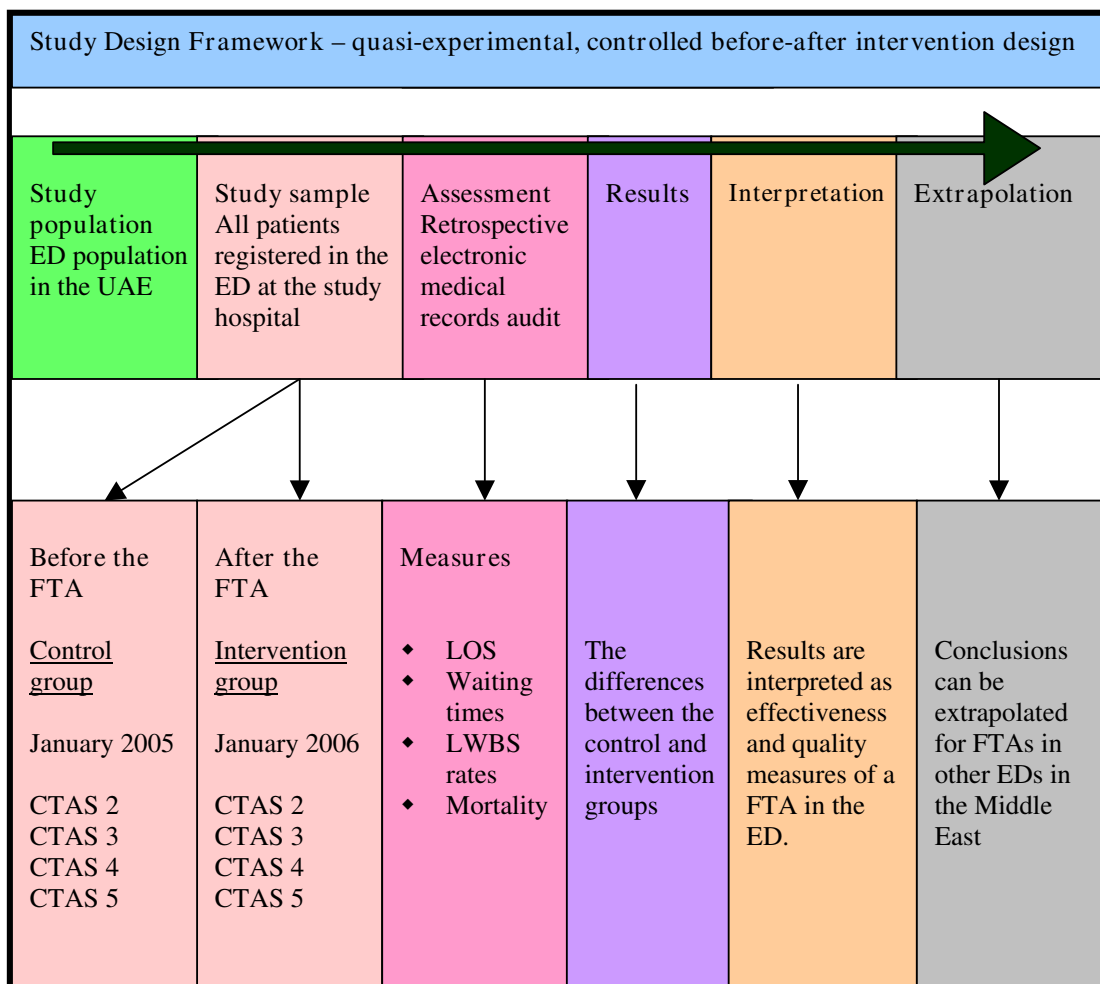 Study Design Framework – quasi-experimental, controlled before-after intervention design
Study
population
ED population
in the UAE
Study sample
All patients
registered in the
ED at the study
hospital
Assessment
Retrospective
electronic
medical
records audit
Results
Interpretation
Extrapolation
Before the
FTA
Control
group
January 2005
CTAS 2
CTAS 3
CTAS 4
CTAS 5
After the
FTA
Intervention
group
January 2006
CTAS 2
CTAS 3
CTAS 4
CTAS 5
Measures
◆ LOS
◆ Waiting
times
◆ LWBS
rates
◆ Mortality
The
differences
between the
control and
intervention
groups
Results are
interpreted as
effectiveness
and quality
measures of a
FTA in the
ED.
Conclusions
can be
extrapolated
for FTAs in
other EDs in
the Middle
East